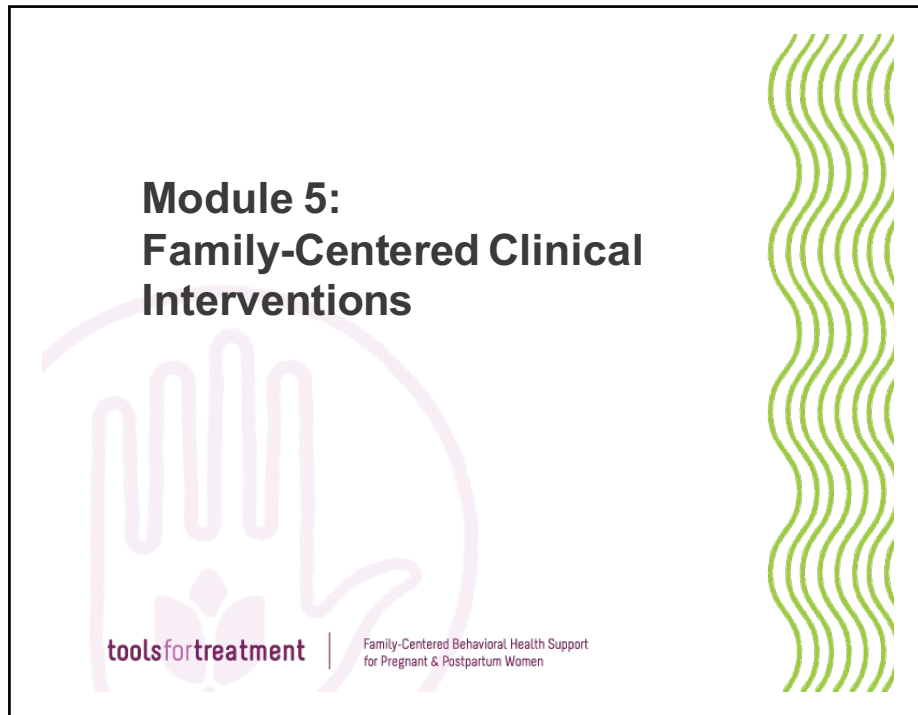 Module 5:
Family-Centered Clinical
Interventions
toolsfortreatment
Family-Centered Behavioral Health Support
for Pregnant & Postpartum Women